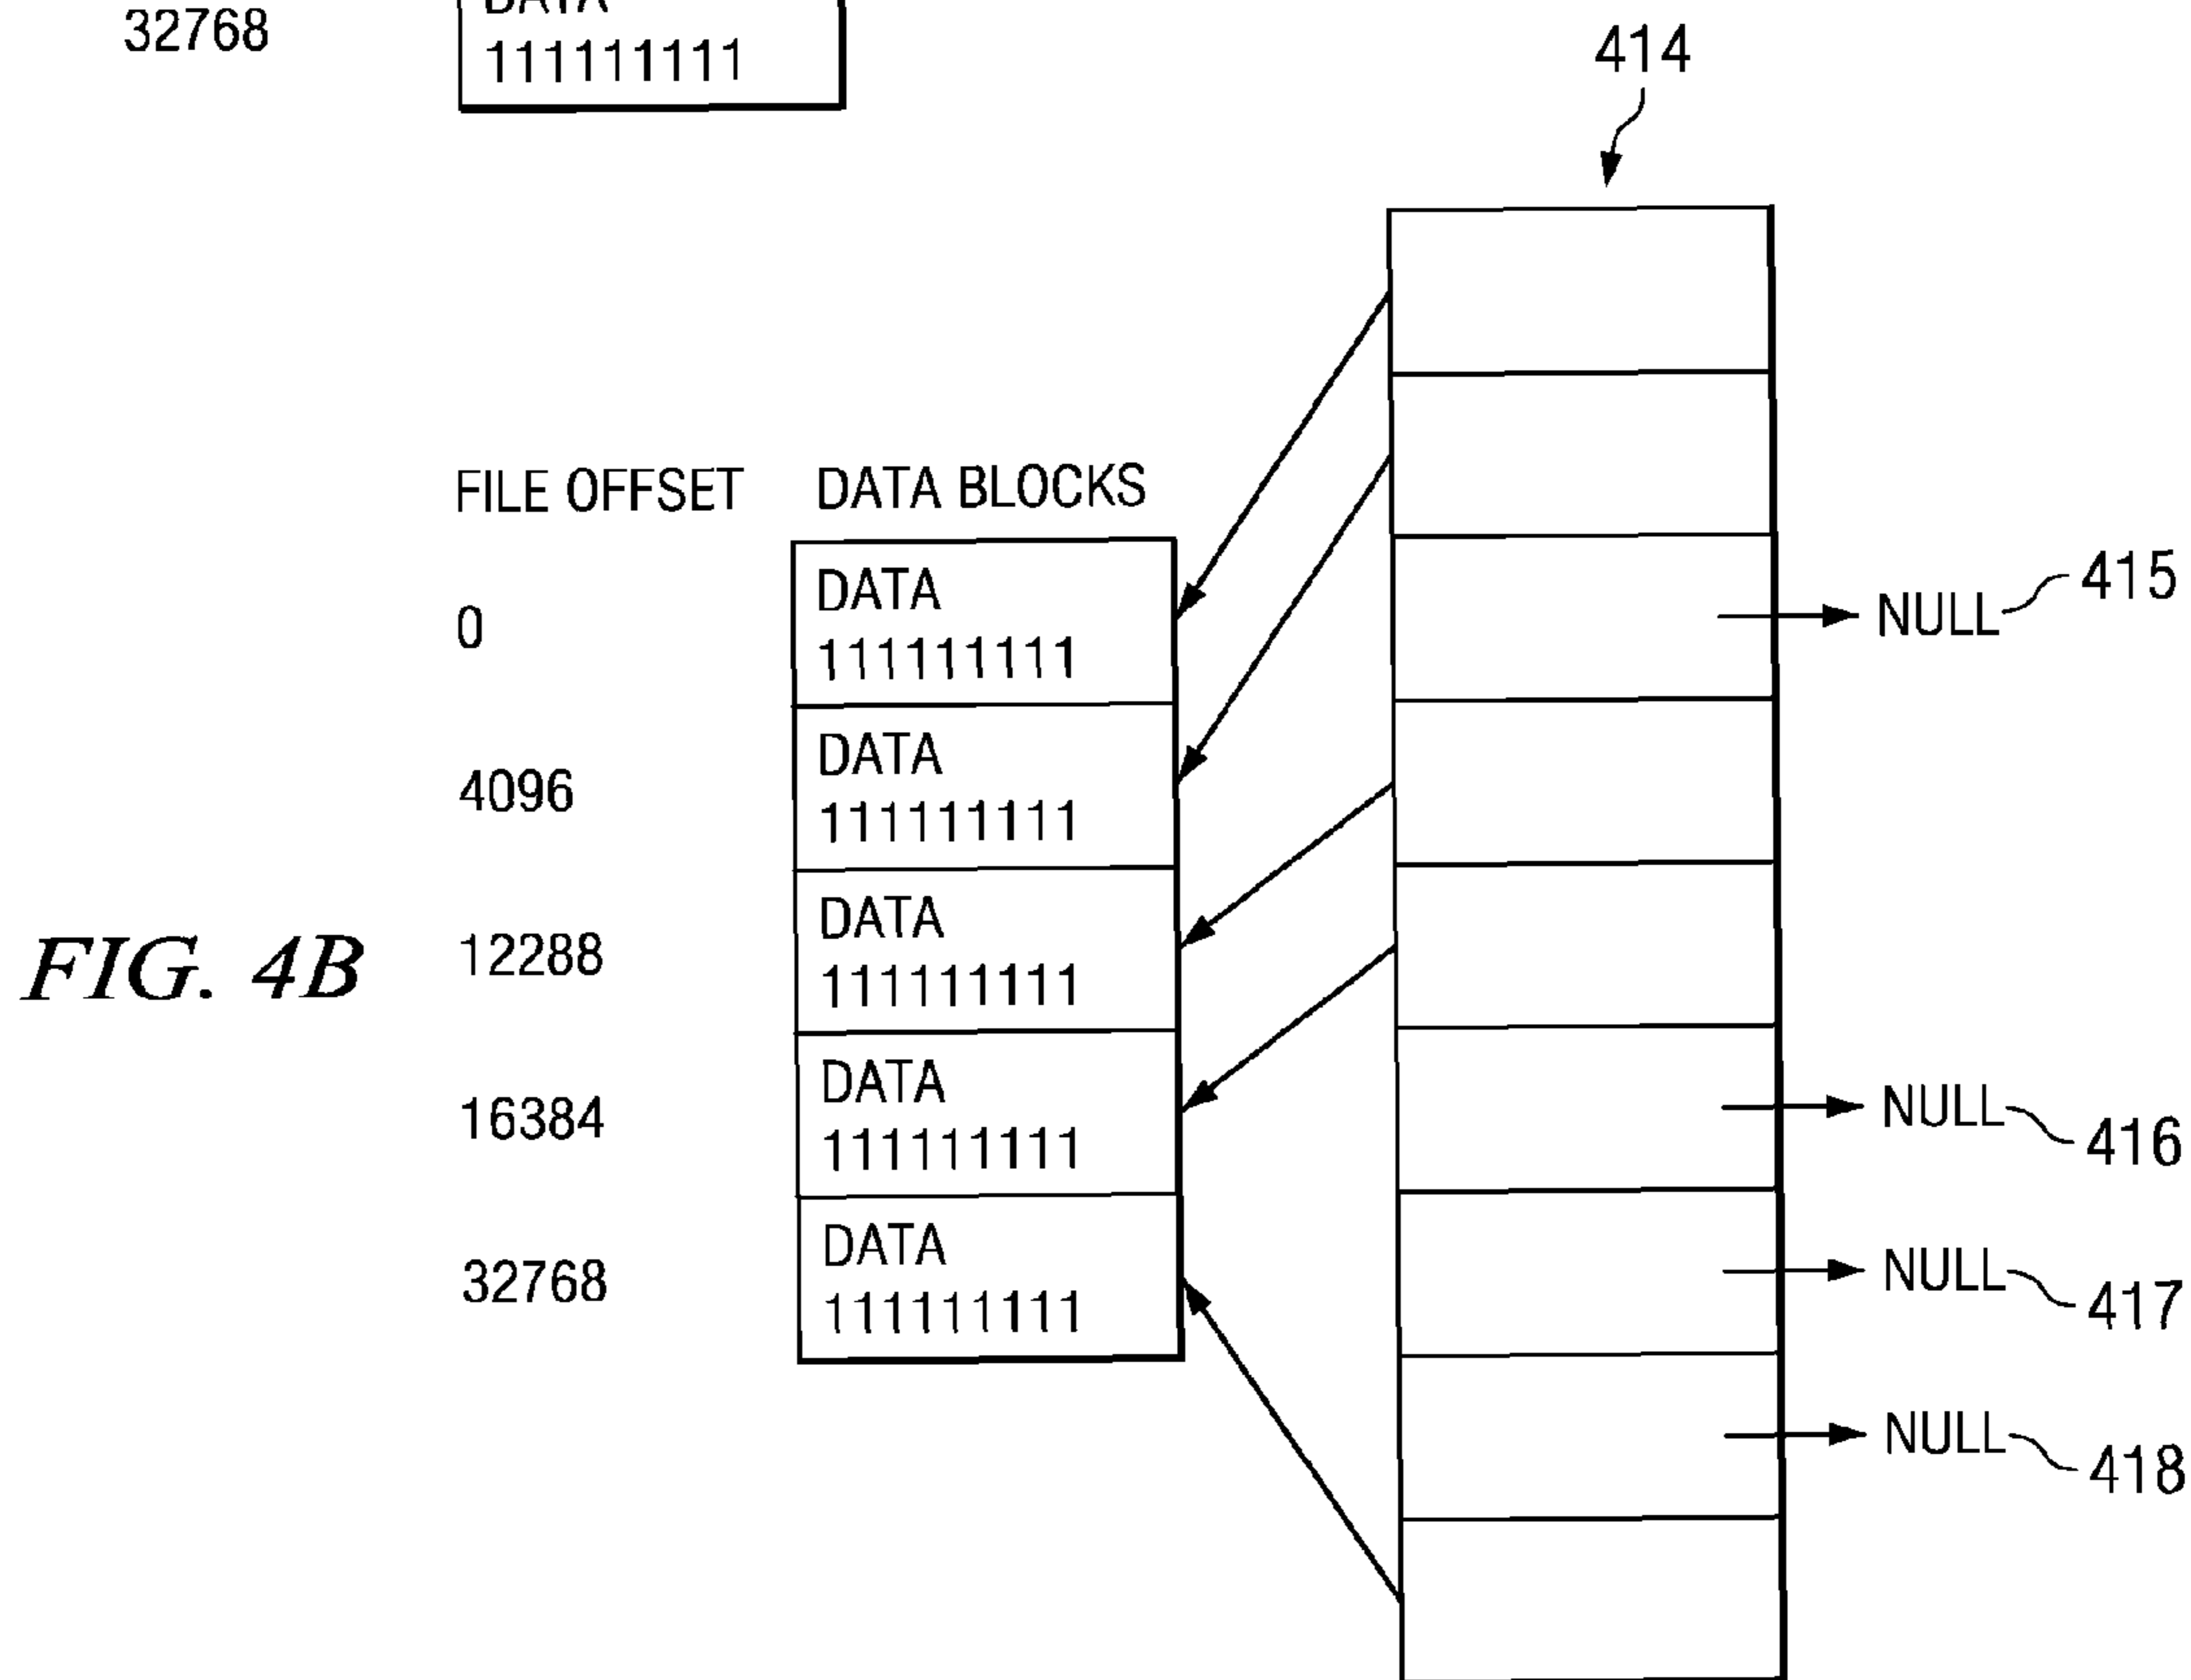 DATA
32768
111111111
414
FILE OFFSET DATA BLOCKS
DATA
0
111111111
NULL 415
DATA
4096
111111111
DATA
FIG. 4B
12288
111111111
DATA
16384
111111111
NULL 416
DATA
32768
111111111
NULL 417
NULL 418